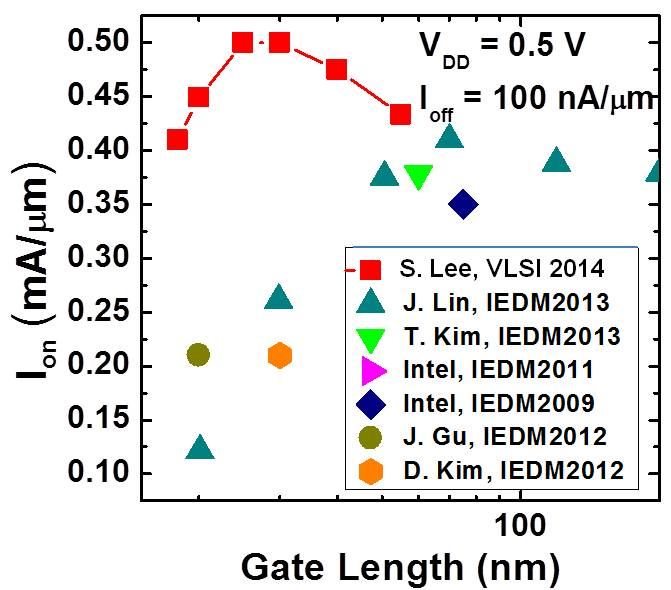 V_DD = 0.5 V
I_off = 100 nA/μm
0.50
0.45
0.40
0.35
0.30
0.25
0.20
0.15
0.10
I_on (mA/μm)
S. Lee, VLSI 2014
J. Lin, IEDM2013
T. Kim, IEDM2013
Intel, IEDM2011
Intel, IEDM2009
J. Gu, IEDM2012
D. Kim, IEDM2012
100
Gate Length (nm)